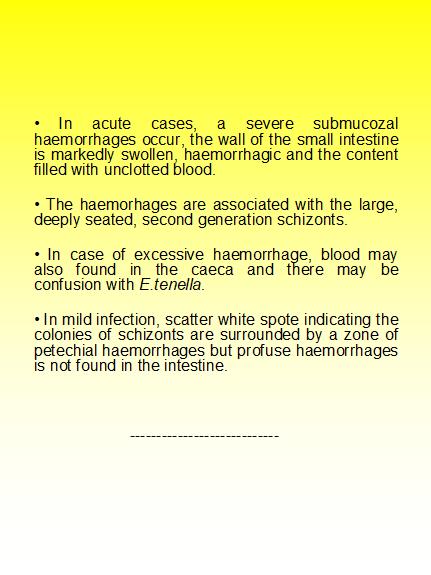 • In acute cases, a severe submucozal
haemorrhages occur, the wall of the small intestine
is markedly swollen, haemorrhagic and the content
filled with unclotted blood.
• The haemorhages are associated with the large,
deeply seated, second generation schizonts.
• In case of excessive haemorrhage, blood may
also found in the caeca and there may be
confusion with E.tenella.
• In mild infection, scatter white spote indicating the
colonies of schizonts are surrounded by a zone of
petechial haemorrhages but profuse haemorrhages
is not found in the intestine.
----------------------------